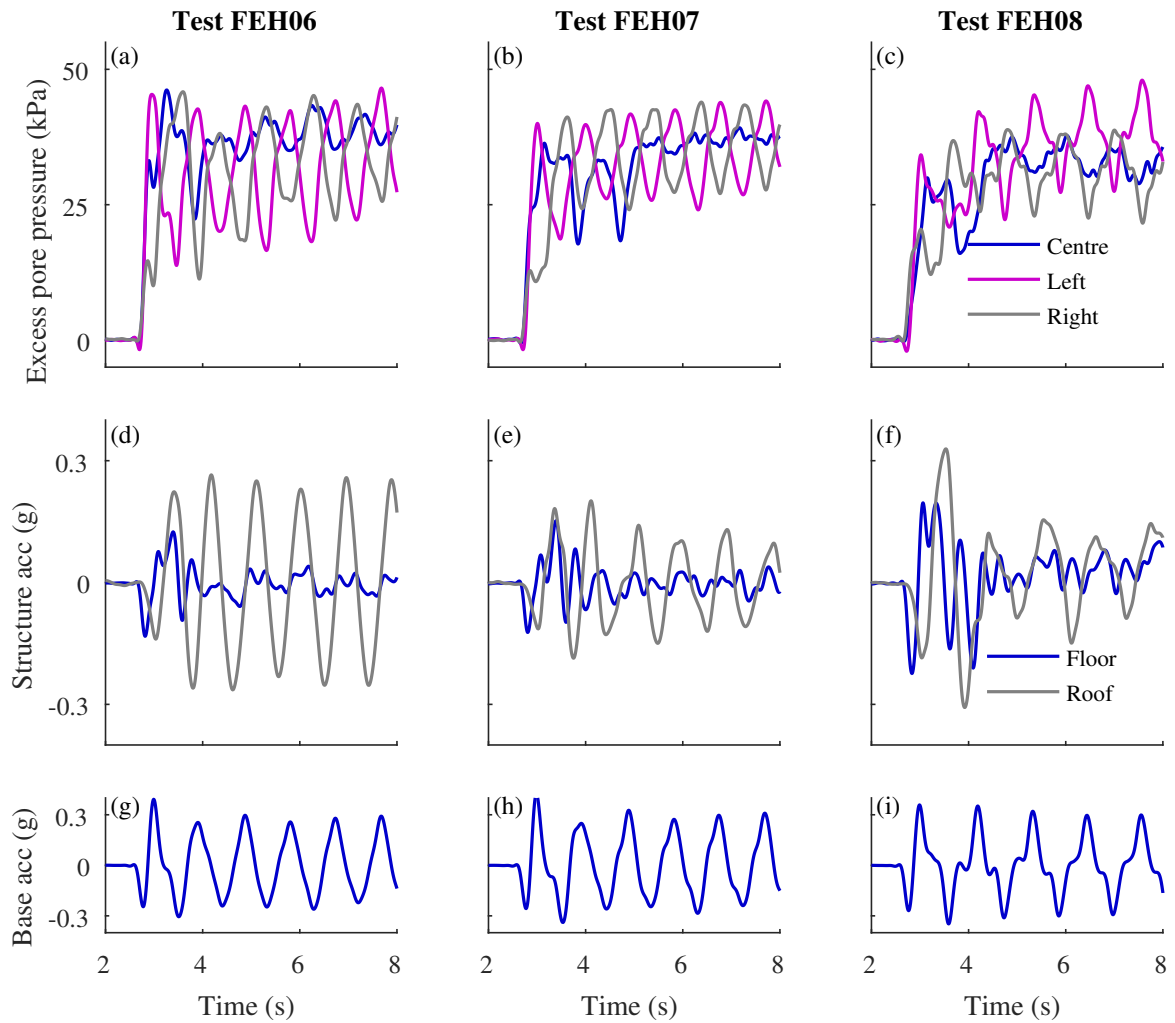 Test FEH06 Test FEH07 Test FEH08
(a) (b) (c)
Excess pore pressure (kPa)
50
25
0
Centre
Left
Right
(d) (e) (f)
Structure acc (g)
0.3
0
-0.3
Floor
Roof
(g) (h) (i)
Base acc (g)
0.3
0
-0.3
2 4 6 8 2 4 6 8 2 4 6 8
Time (s) Time (s) Time (s)